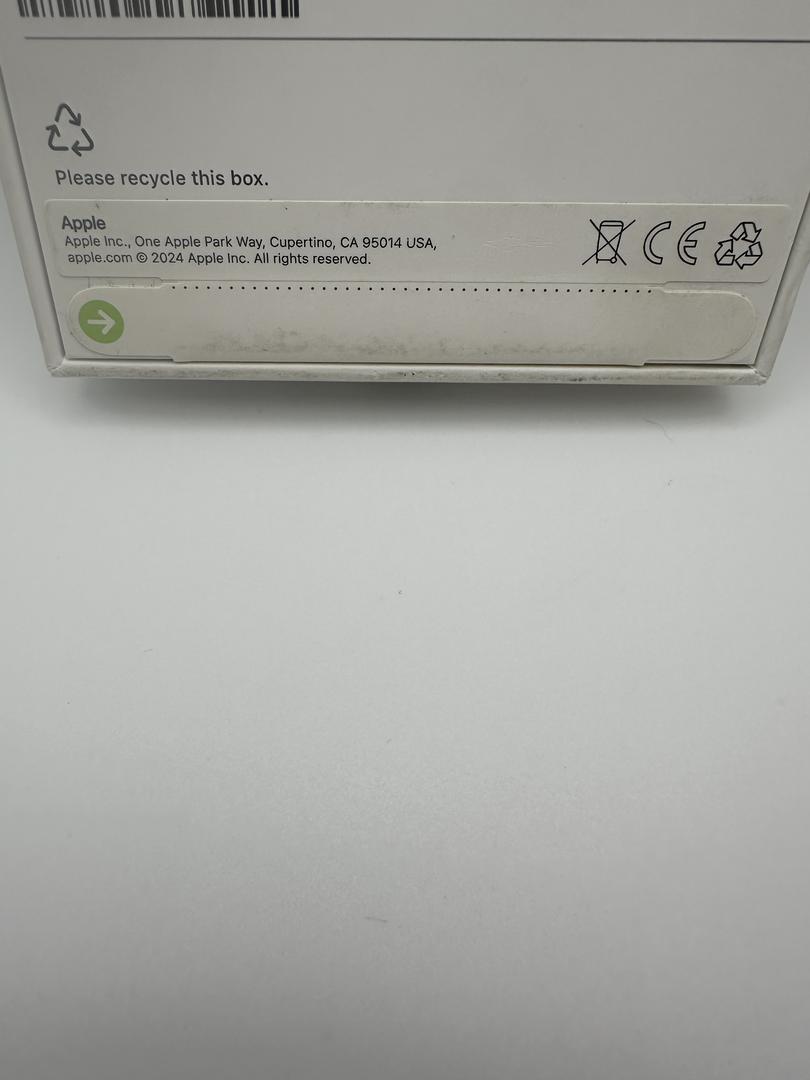 Please recycle this box.
Apple
Apple Inc., One Apple Park Way, Cupertino, CA 95014 USA,
apple.com © 2024 Apple Inc. All rights reserved.
CE